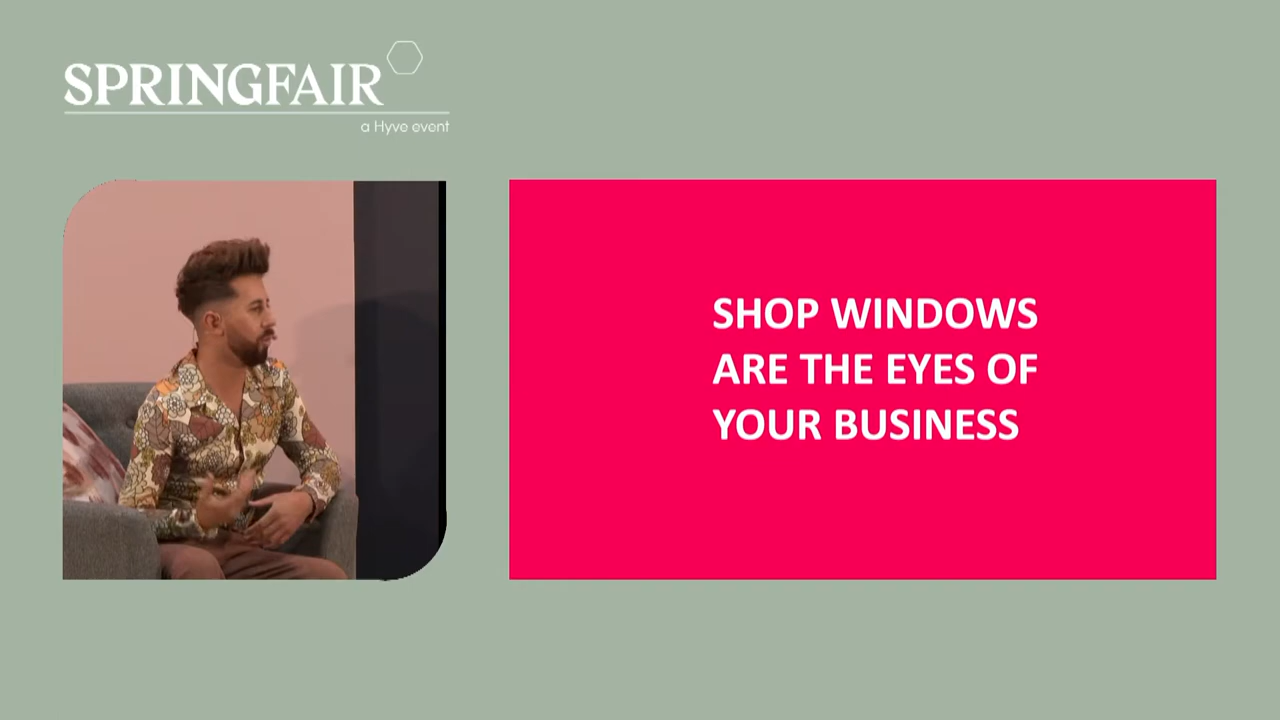 SPRINGFAIR
a Hyve event
SHOP WINDOWS
ARE THE EYES OF
YOUR BUSINESS